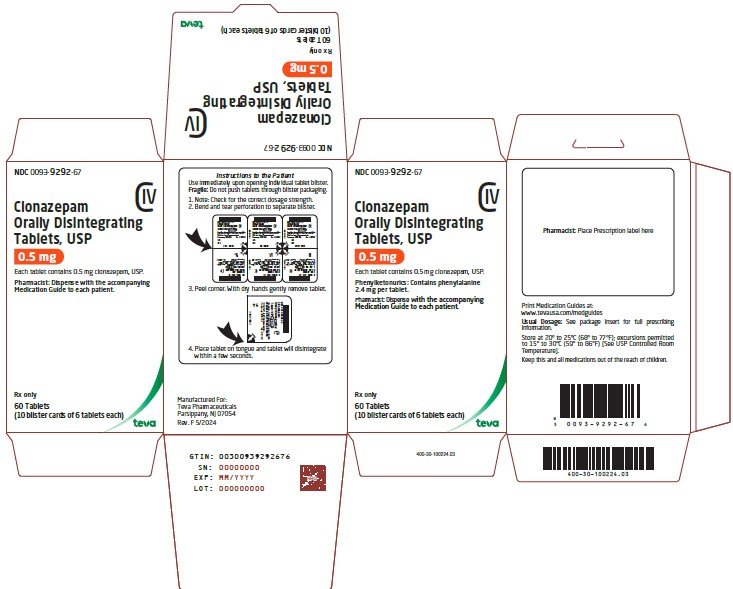 teva
(10 blister cards of 6 tablets each)
60 Tablets
Rx only
0.5 mg
Tablets, USP
Orally Disintegrating
Clonazepam
CIV
NDC 0093-9292-67
NDC 0093-9292-67
CIV
Clonazepam
Orally Disintegrating
Tablets, USP
0.5 mg
Each tablet contains 0.5 mg clonazepam, USP.
Pharmacist: Dispense with the accompanying
Medication Guide to each patient.
Rx only
60 Tablets
(10 blister cards of 6 tablets each)
teva
Instructions to the Patient
Use immediately upon opening individual tablet blister.
Fragile: Do not push tablets through blister packaging.
1. Note: Check for the correct dosage strength.
2. Bend and tear perforation to separate blister.
3. Peel corner. With dry hands gently remove tablet.
4. Place tablet on tongue and tablet will disintegrate
within a few seconds.
Manufactured For:
Teva Pharmaceuticals
Parsippany, NJ 07054
Rev. F 5/2024
NDC 0093-9292-67
CIV
Clonazepam
Orally Disintegrating
Tablets, USP
0.5 mg
Each tablet contains 0.5 mg clonazepam, USP.
Phenylketonurics: Contains phenylalanine
2.4 mg per tablet.
Pharmacist: Dispense with the accompanying
Medication Guide to each patient.
Rx only
60 Tablets
(10 blister cards of 6 tablets each)
teva
Pharmacist: Place Prescription label here
Print Medication Guides at:
www.tevausa.com/medguides
Usual Dosage: See package insert for full prescribing
information.
Store at 20° to 25°C (68° to 77°F); excursions permitted
to 15° to 30°C (59° to 86°F) [See USP Controlled Room
Temperature].
Keep this and all medications out of the reach of children.
N
3 0093-9292-67 6
GTIN: 00300939292676
SN: 00000000
EXP: MM/YYYY
LOT: 000000000
400-30-100224.03
400-30-100224.03